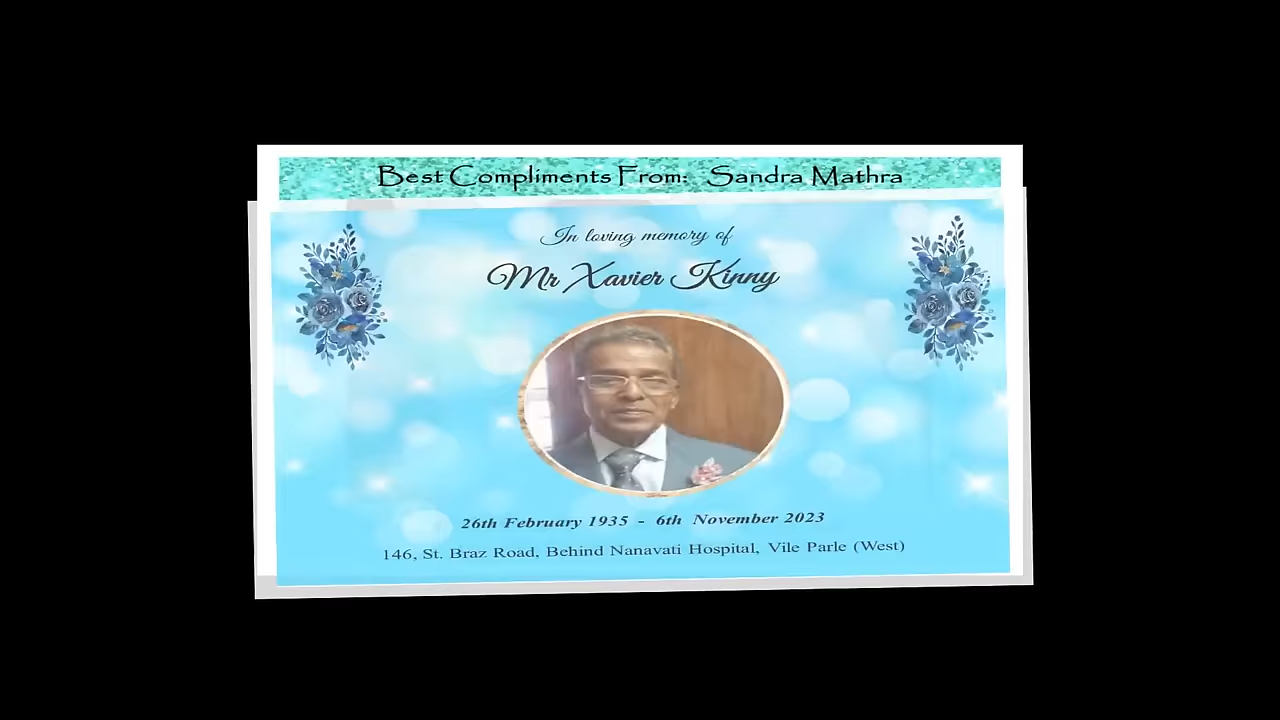 Best Compliments From: Sandra Mathra
In loving memory of
Mr Xavier Kinny
26th February 1935 - 6th November 2023
146, St. Braz Road, Behind Nanavati Hospital, Vile Parle (West)